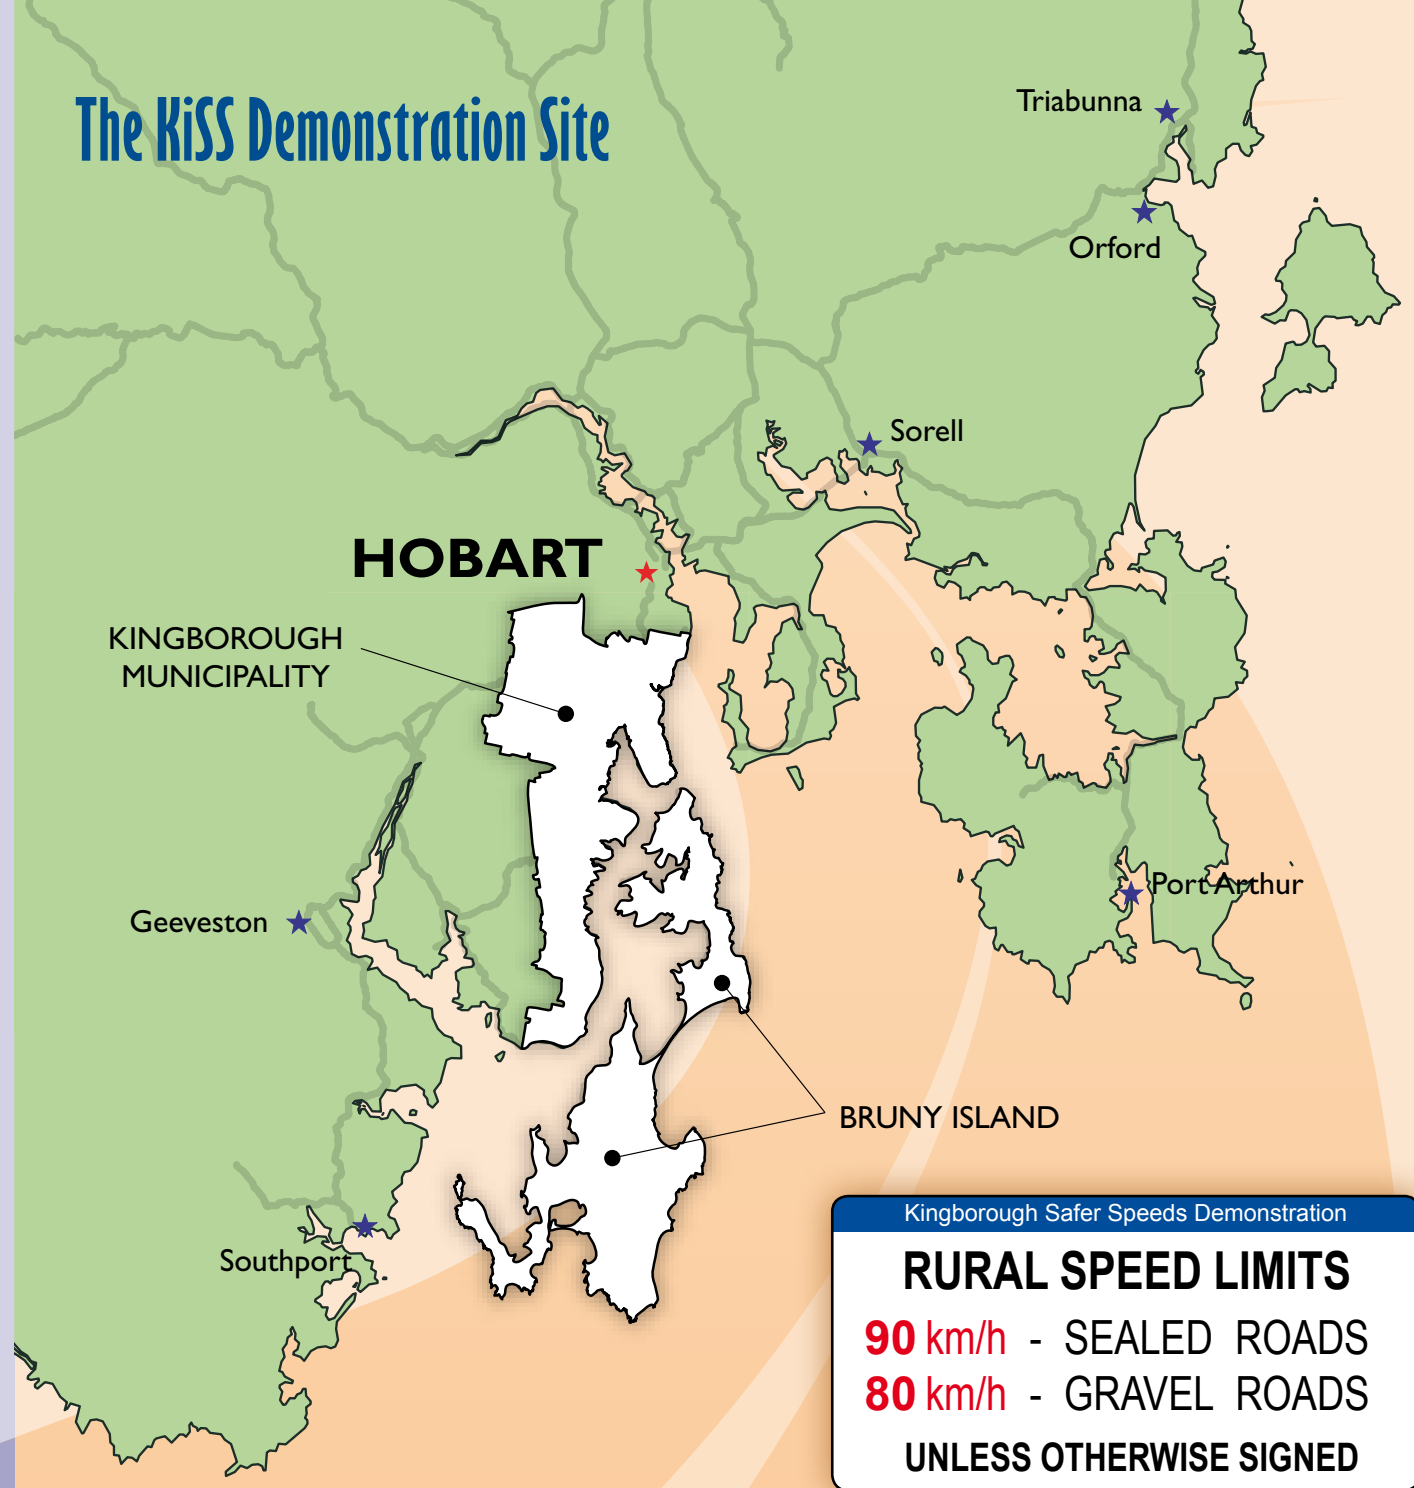 The KiSS Demonstration Site
Triabunna
Orford
Sorell
HOBART
KINGBOROUGH
MUNICIPALITY
Port Arthur
Geeveston
BRUNY ISLAND
Southport
Kingborough Safer Speeds Demonstration
RURAL SPEED LIMITS
90 km/h - SEALED ROADS
80 km/h - GRAVEL ROADS
UNLESS OTHERWISE SIGNED